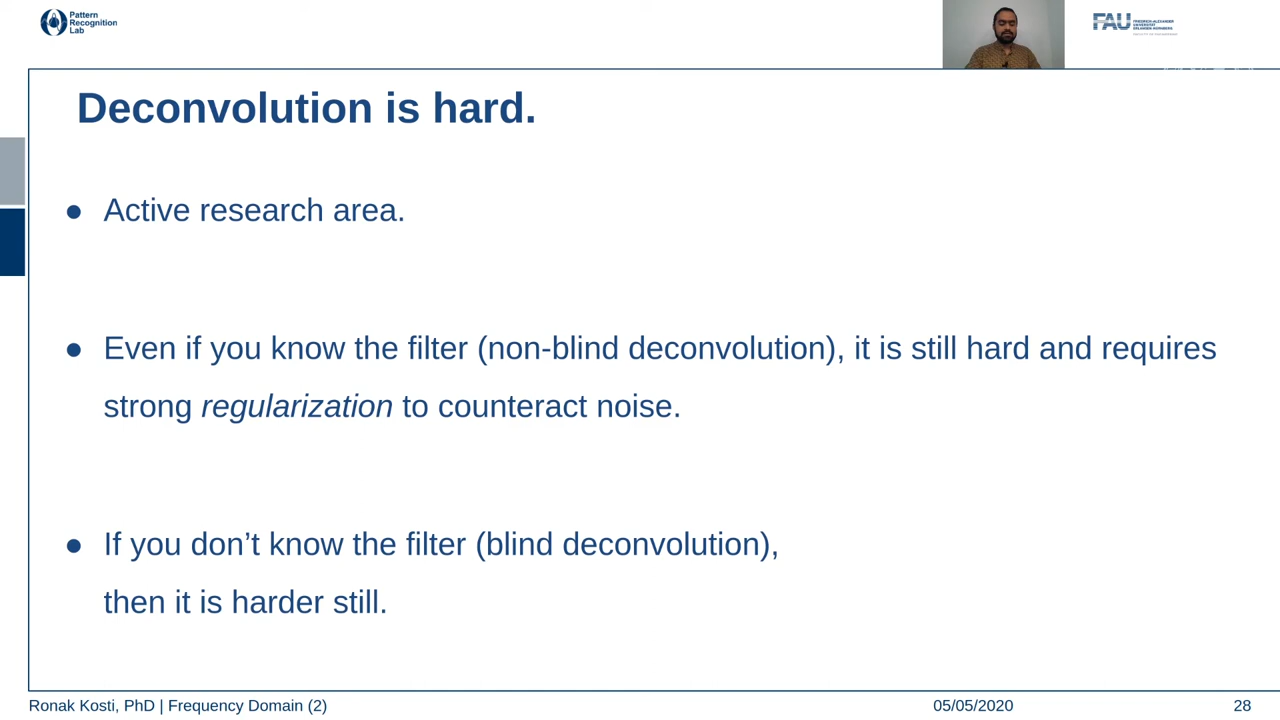 Pattern
Recognition
Lab
FAU
Deconvolution is hard.
● Active research area.
● Even if you know the filter (non-blind deconvolution), it is still hard and requires
strong regularization to counteract noise.
● If you don’t know the filter (blind deconvolution),
then it is harder still.
Ronak Kosti, PhD | Frequency Domain (2)
05/05/2020
28